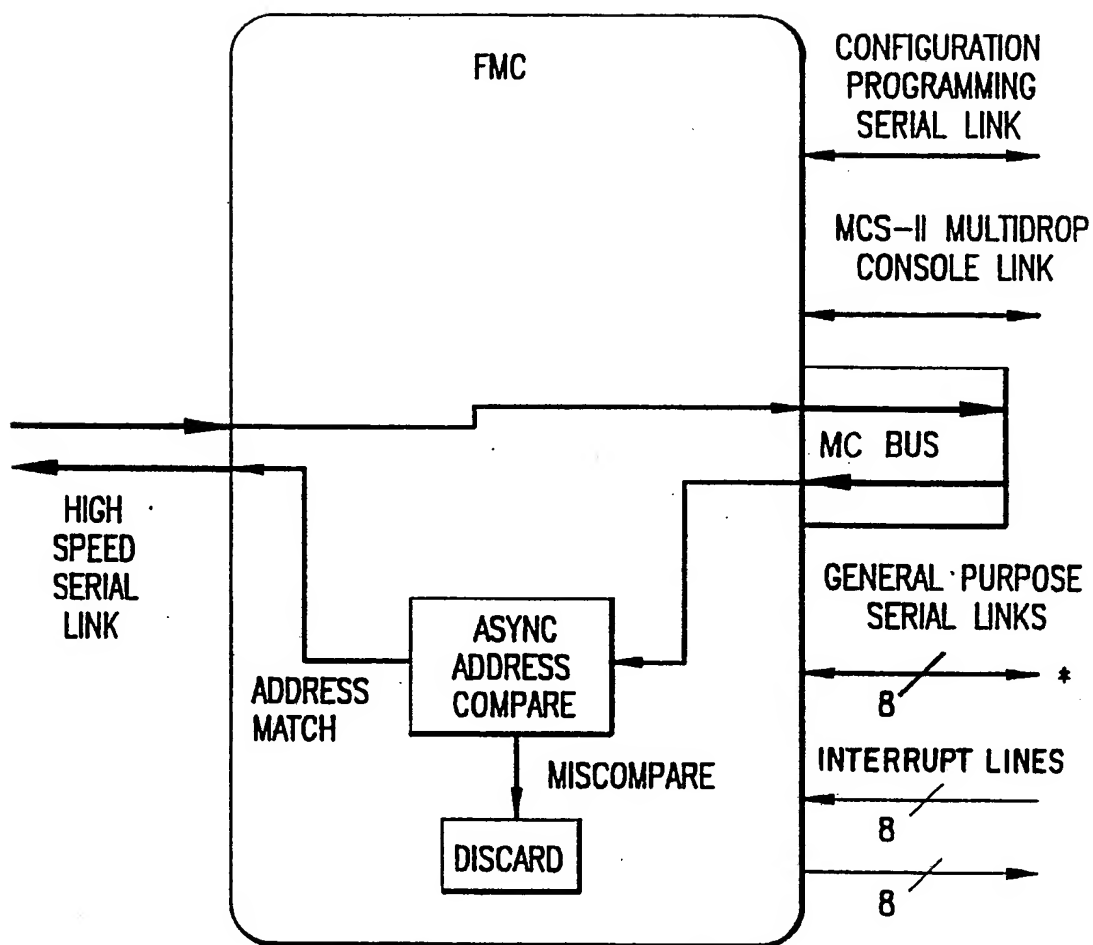 FMC
CONFIGURATION
PROGRAMMING
SERIAL LINK
MCS-II MULTIDROP
CONSOLE LINK
MC BUS
HIGH
SPEED
SERIAL
LINK
GENERAL PURPOSE
SERIAL LINKS
8
*
ASYNC
ADDRESS
COMPARE
ADDRESS
MATCH
MISCOMPARE
DISCARD
INTERRUPT LINES
8
8